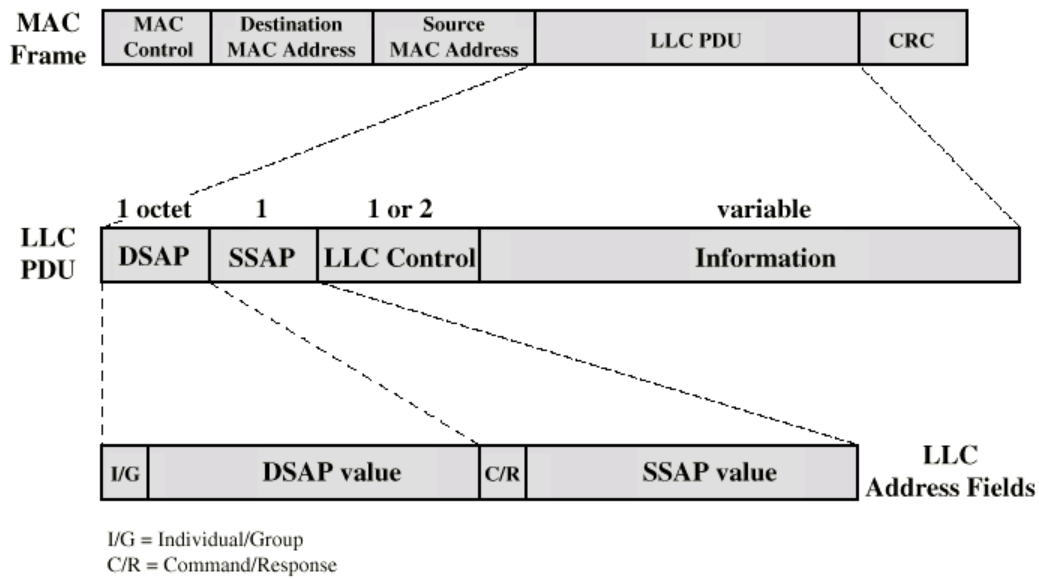 MAC Frame
MAC Control
Destination MAC Address
Source MAC Address
LLC PDU
CRC
1 octet
1
1 or 2
variable
LLC PDU
DSAP
SSAP
LLC Control
Information
I/G
DSAP value
C/R
SSAP value
LLC Address Fields
I/G = Individual/Group
C/R = Command/Response